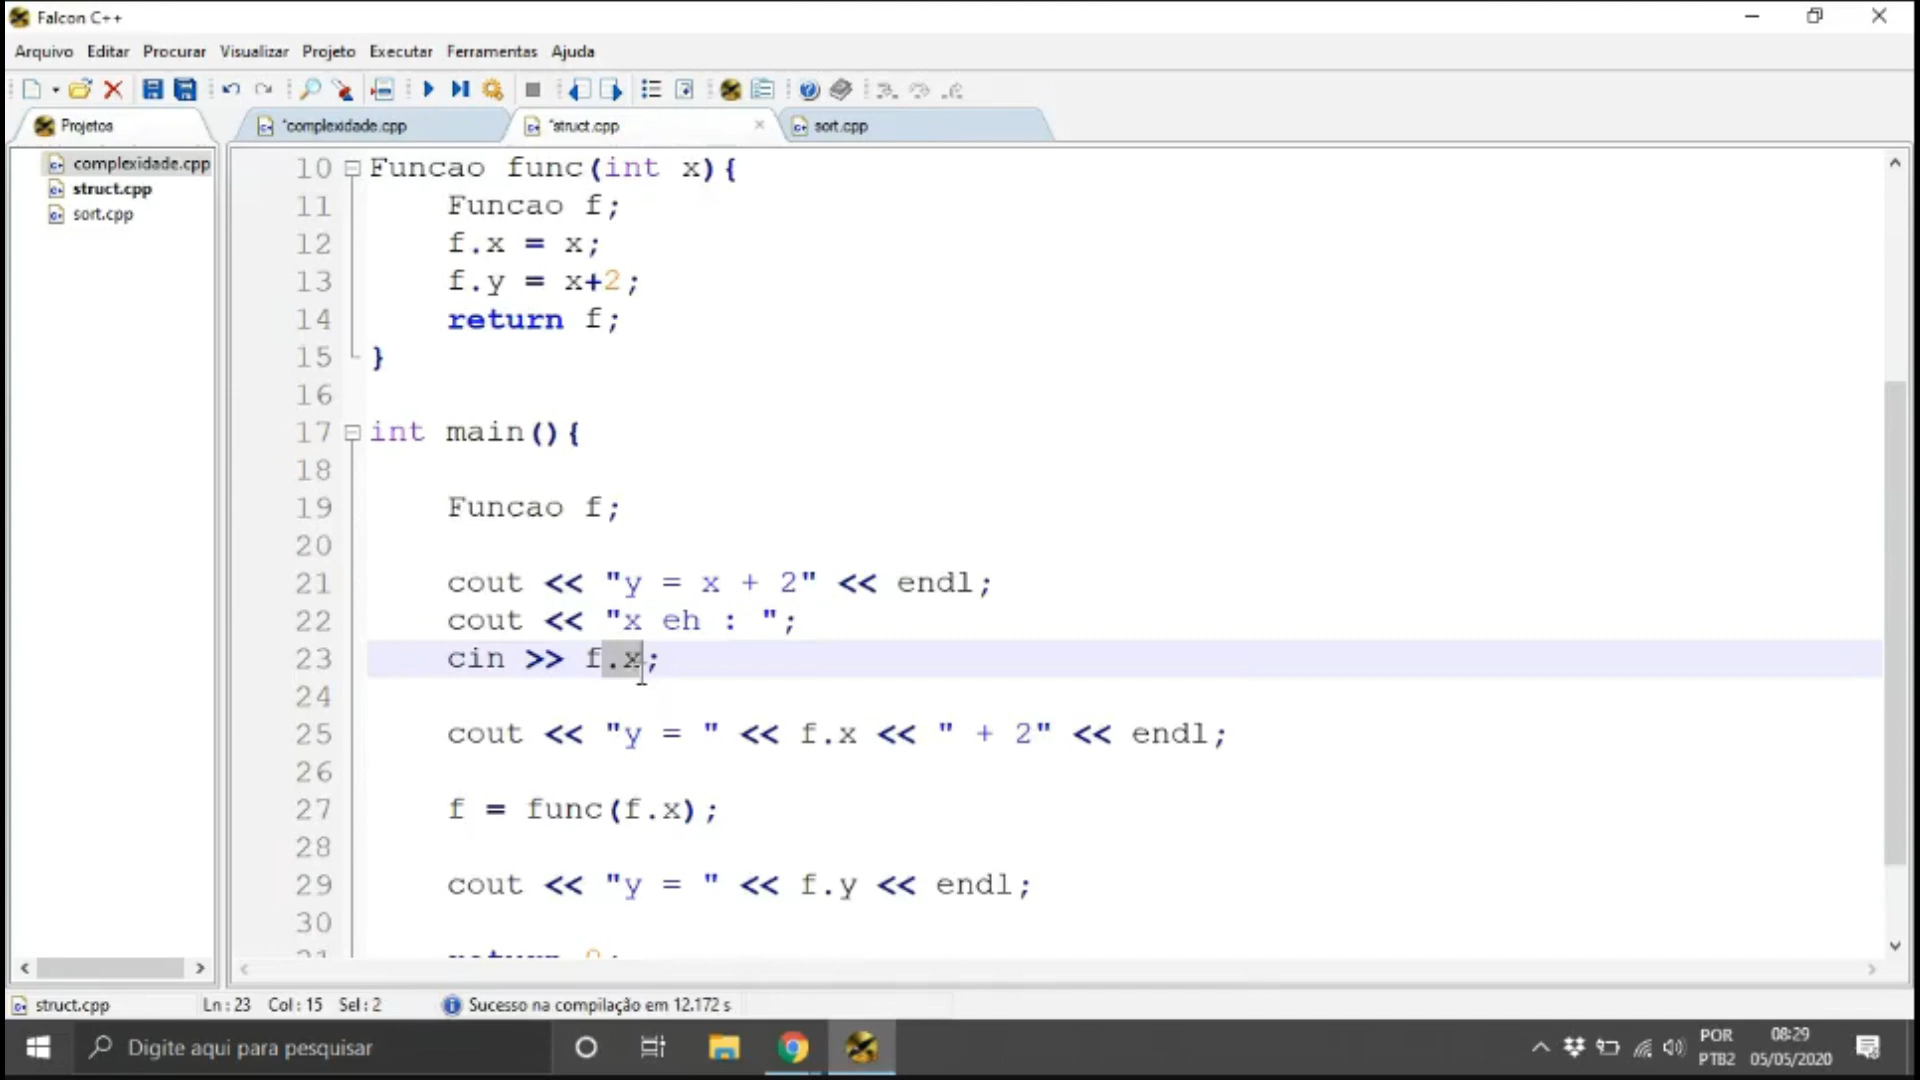 Falcon C++
Arquivo Editar Procurar Visualizar Projeto Executar Ferramentas Ajuda
Projetos
*complexidade.cpp *struct.cpp sort.cpp
complexidade.cpp
struct.cpp
sort.cpp
10 Funcao func(int x){
11 Funcao f;
12 f.x = x;
13 f.y = x+2;
14 return f;
15 }
16
17 int main(){
18
19 Funcao f;
20
21 cout << "y = x + 2" << endl;
22 cout << "x eh : ";
23 cin >> f.x;
24
25 cout << "y = " << f.x << " + 2" << endl;
26
27 f = func(f.x);
28
29 cout << "y = " << f.y << endl;
30
31 return 0;
struct.cpp Ln : 23 Col : 15 Sel : 2 Sucesso na compilação em 12.172 s
Digite aqui para pesquisar
POR
PTB2
08:29
05/05/2020